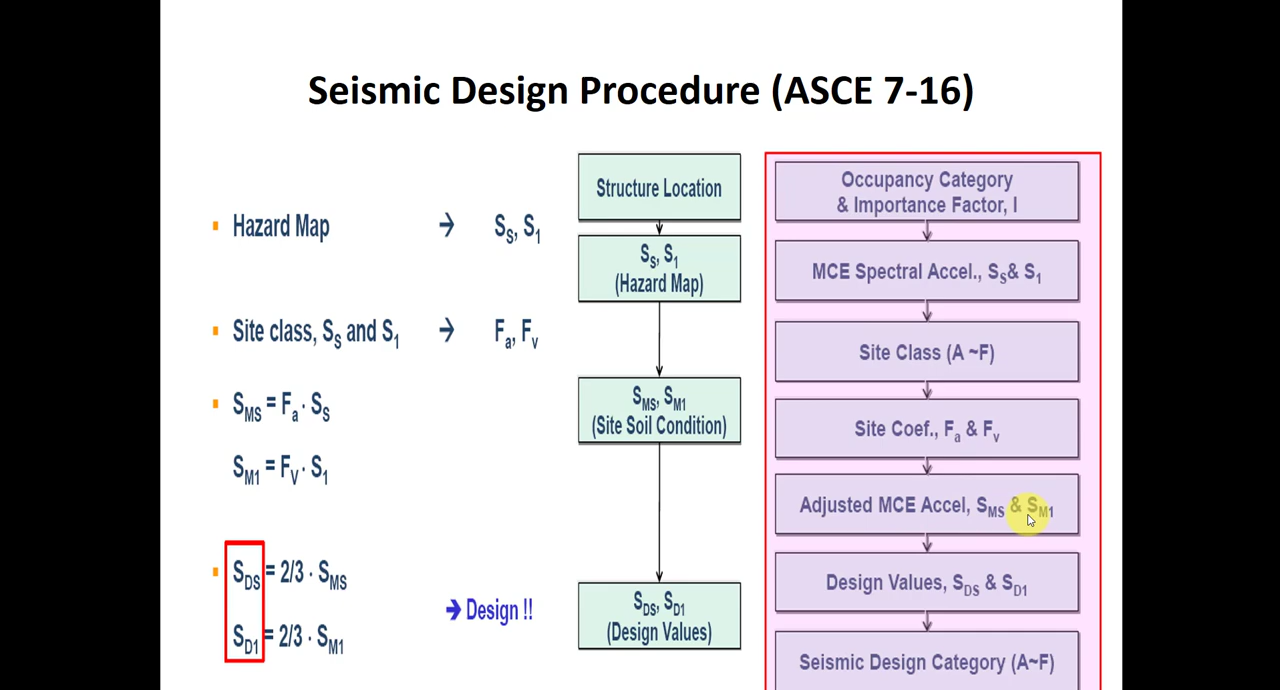 Seismic Design Procedure (ASCE 7-16)
▪ Hazard Map → S_S, S_1
▪ Site class, S_S and S_1 → F_a, F_v
▪ S_MS = F_a · S_S
S_M1 = F_V · S_1
▪ S_DS = 2/3 · S_MS
S_D1 = 2/3 · S_M1
→ Design !!
Structure Location
S_S, S_1
(Hazard Map)
S_MS, S_M1
(Site Soil Condition)
S_DS, S_D1
(Design Values)
Occupancy Category
& Importance Factor, I
MCE Spectral Accel., S_S & S_1
Site Class (A ~F)
Site Coef., F_a & F_v
Adjusted MCE Accel, S_MS & S_M1
Design Values, S_DS & S_D1
Seismic Design Category (A~F)